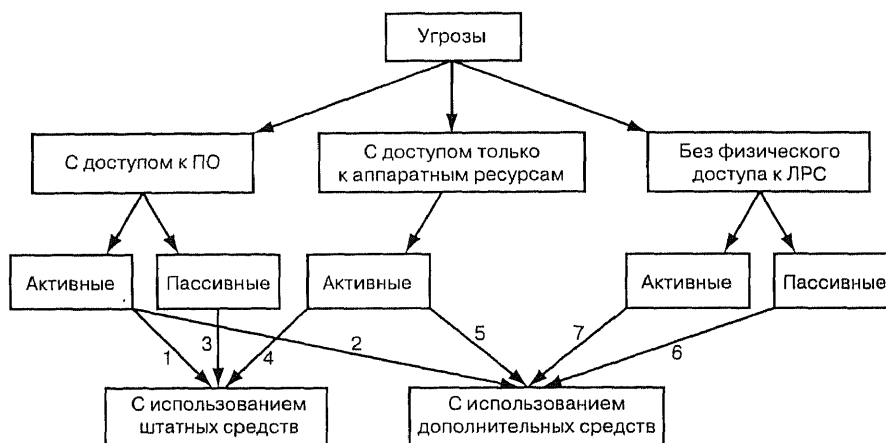 Угрозы
С доступом к ПО
С доступом только
к аппаратным ресурсам
Без физического
доступа к ЛРС
Активные
Пассивные
Активные
Активные
Пассивные
1
3
4
2
5
7
6
С использованием
штатных средств
С использованием
дополнительных средств